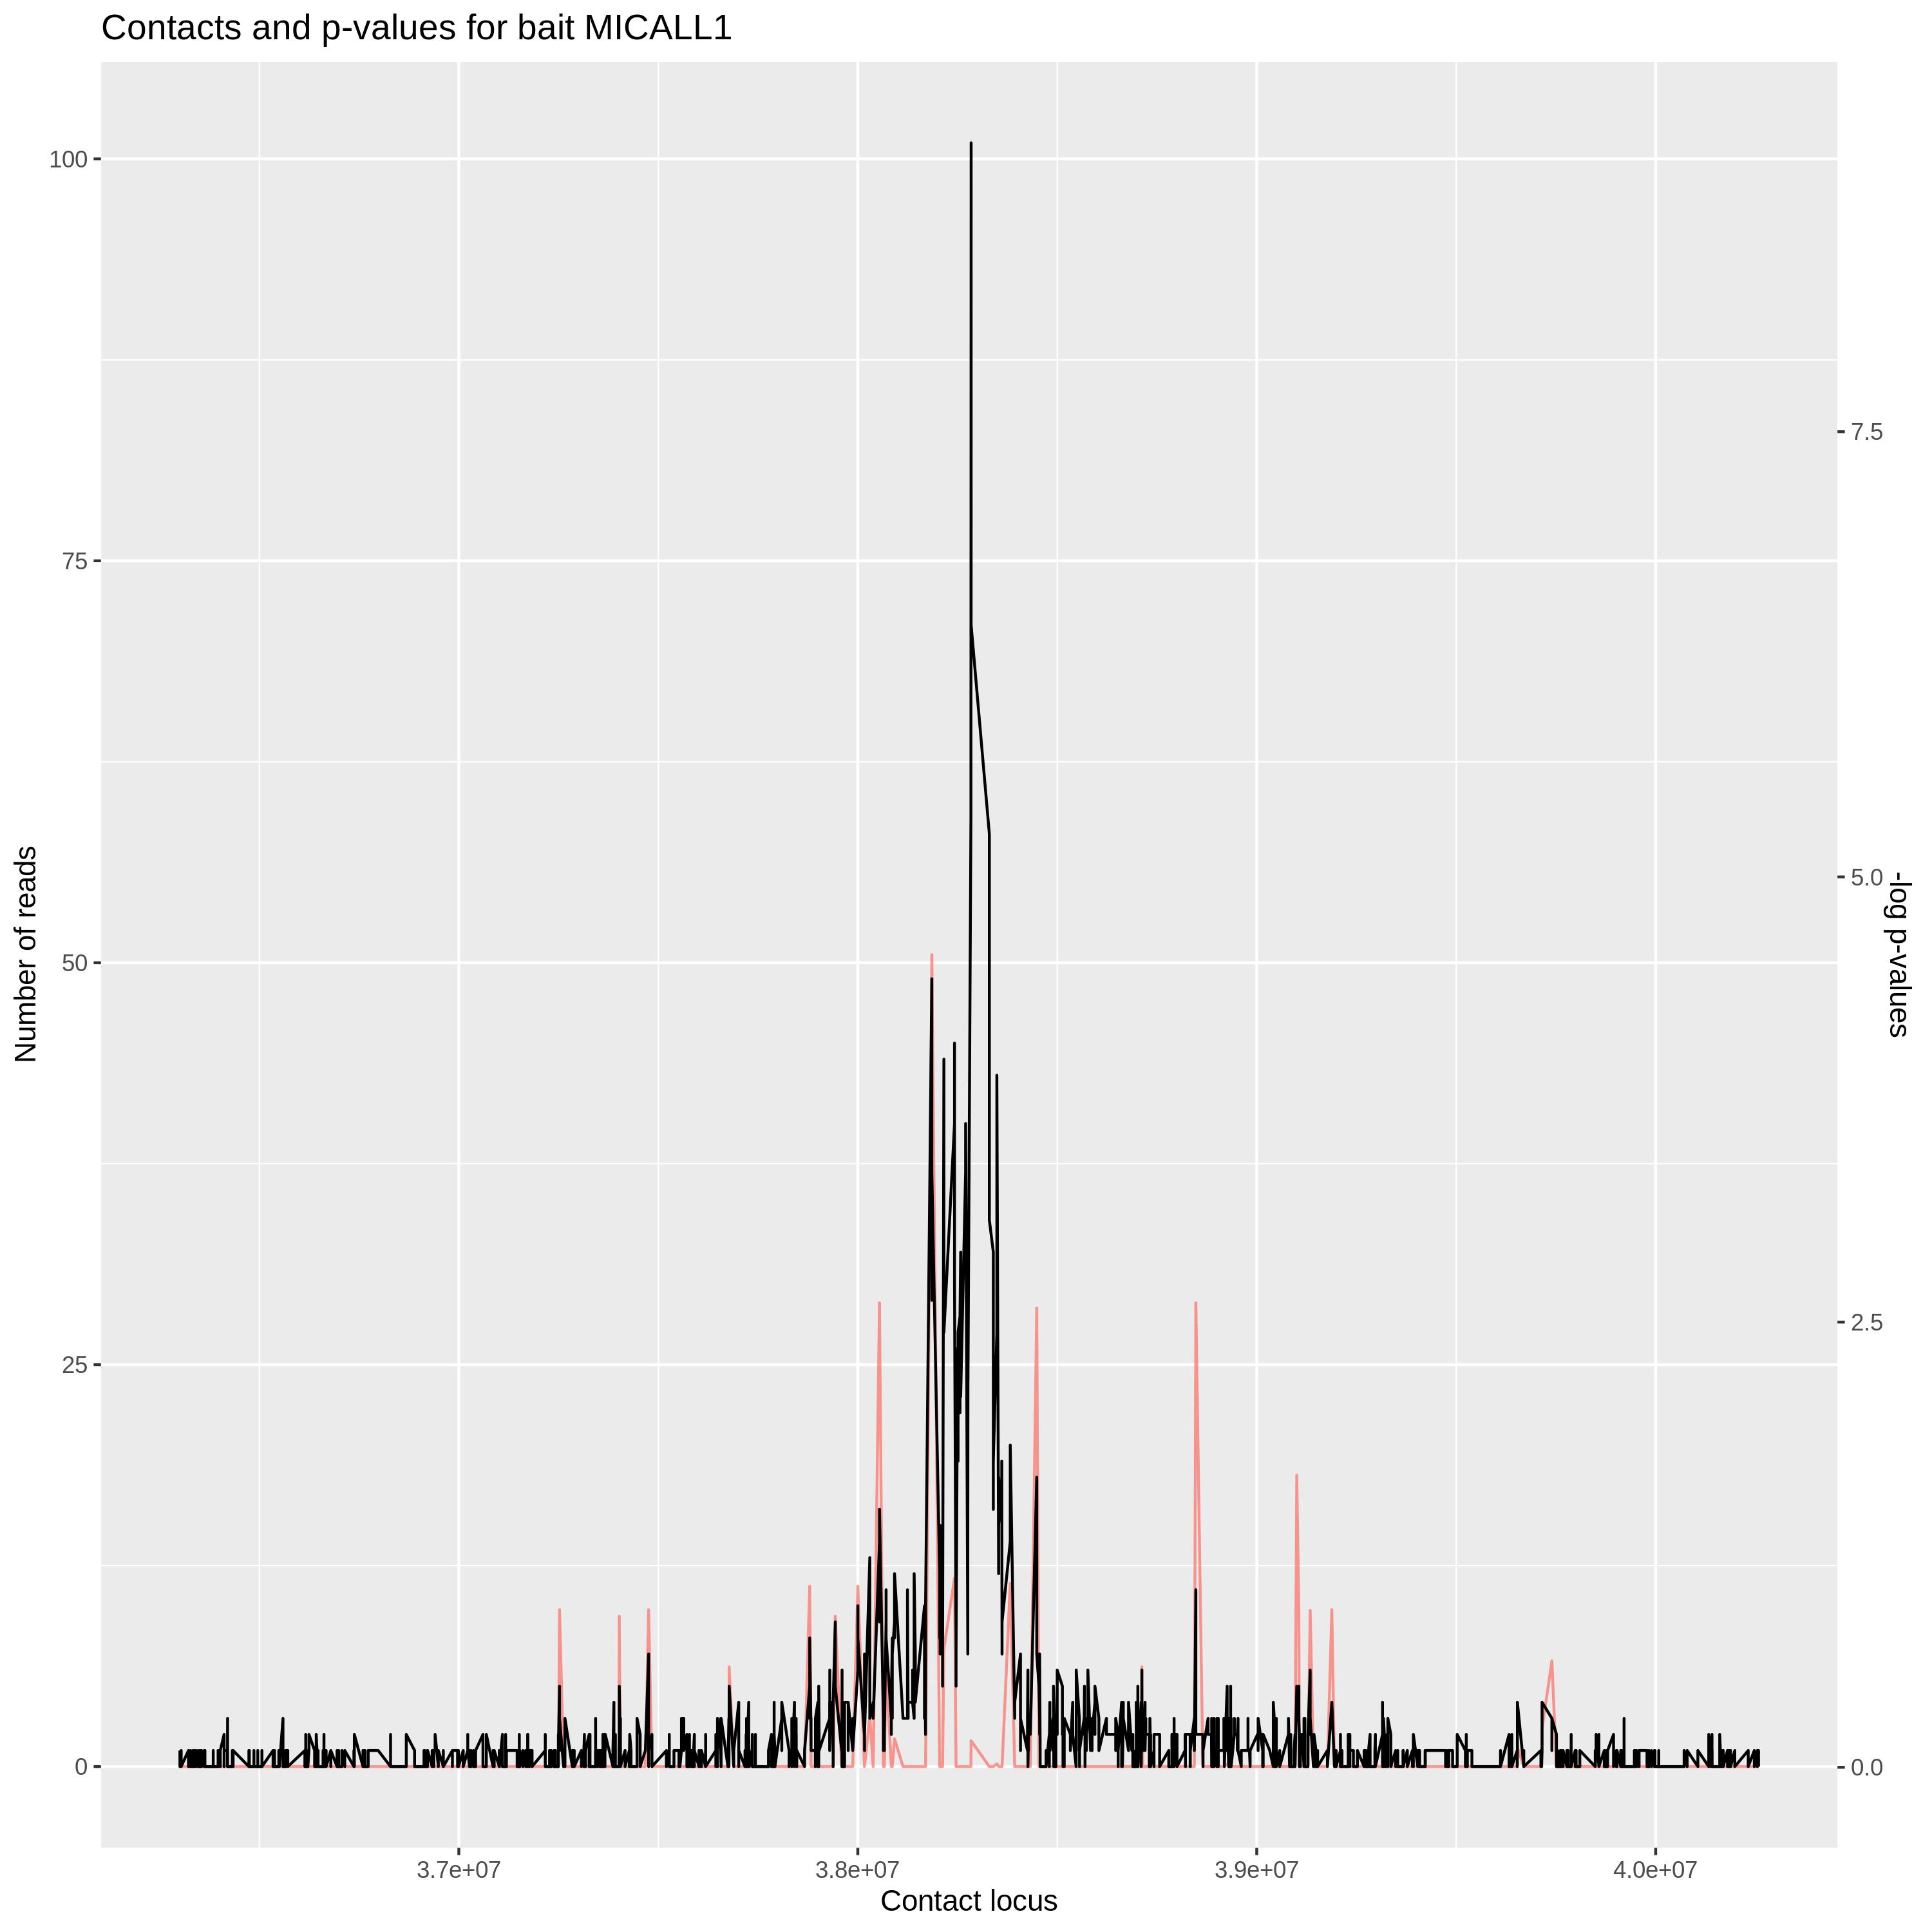 Contacts and p-values for bait MICALL1
100
75
50
25
0
Number of reads
7.5
5.0
2.5
0.0
-log p-values
3.7e+07 3.8e+07 3.9e+07 4.0e+07
Contact locus